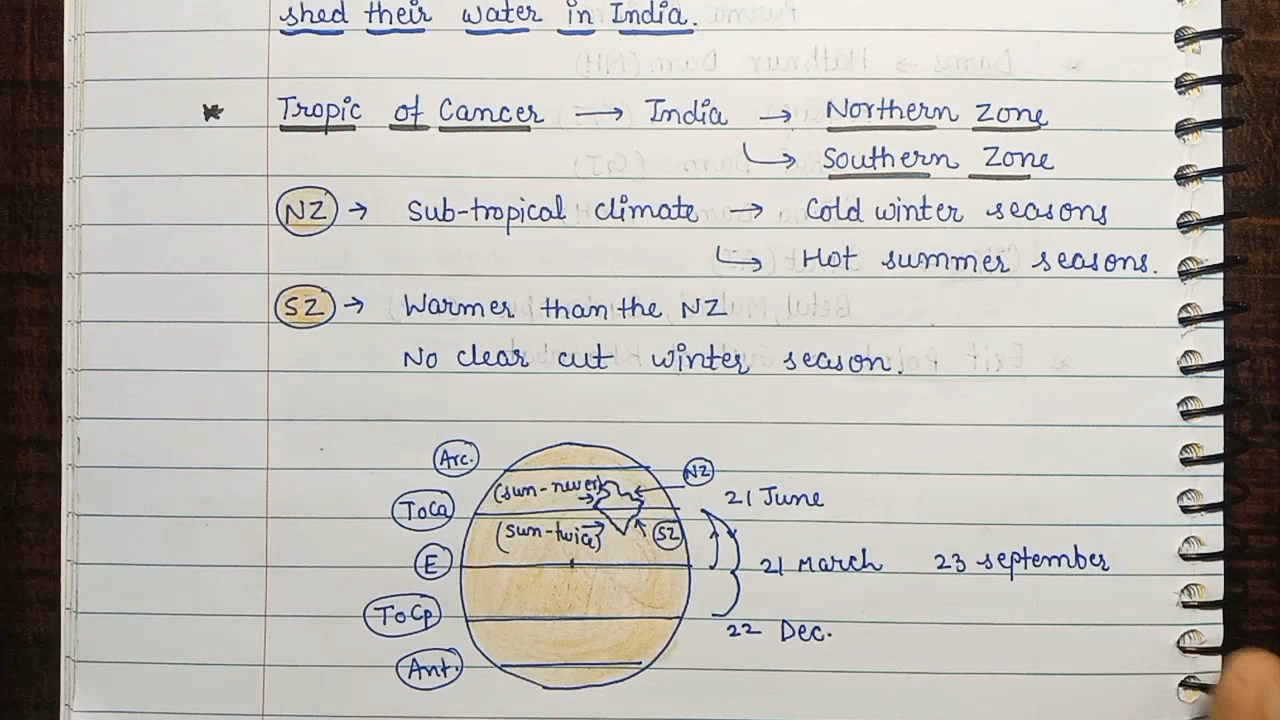 shed their water in India.
* Tropic of Cancer → India → Northern Zone
↳ Southern Zone
NZ → Sub-tropical climate → Cold winter seasons
↳ Hot summer seasons.
SZ → Warmer than the NZ
No clear cut winter season.
Arc.
(sun-never) NZ
ToCa 21 June
(sun-twice) SZ
E 21 March 23 september
ToCp
22 Dec.
Ant.